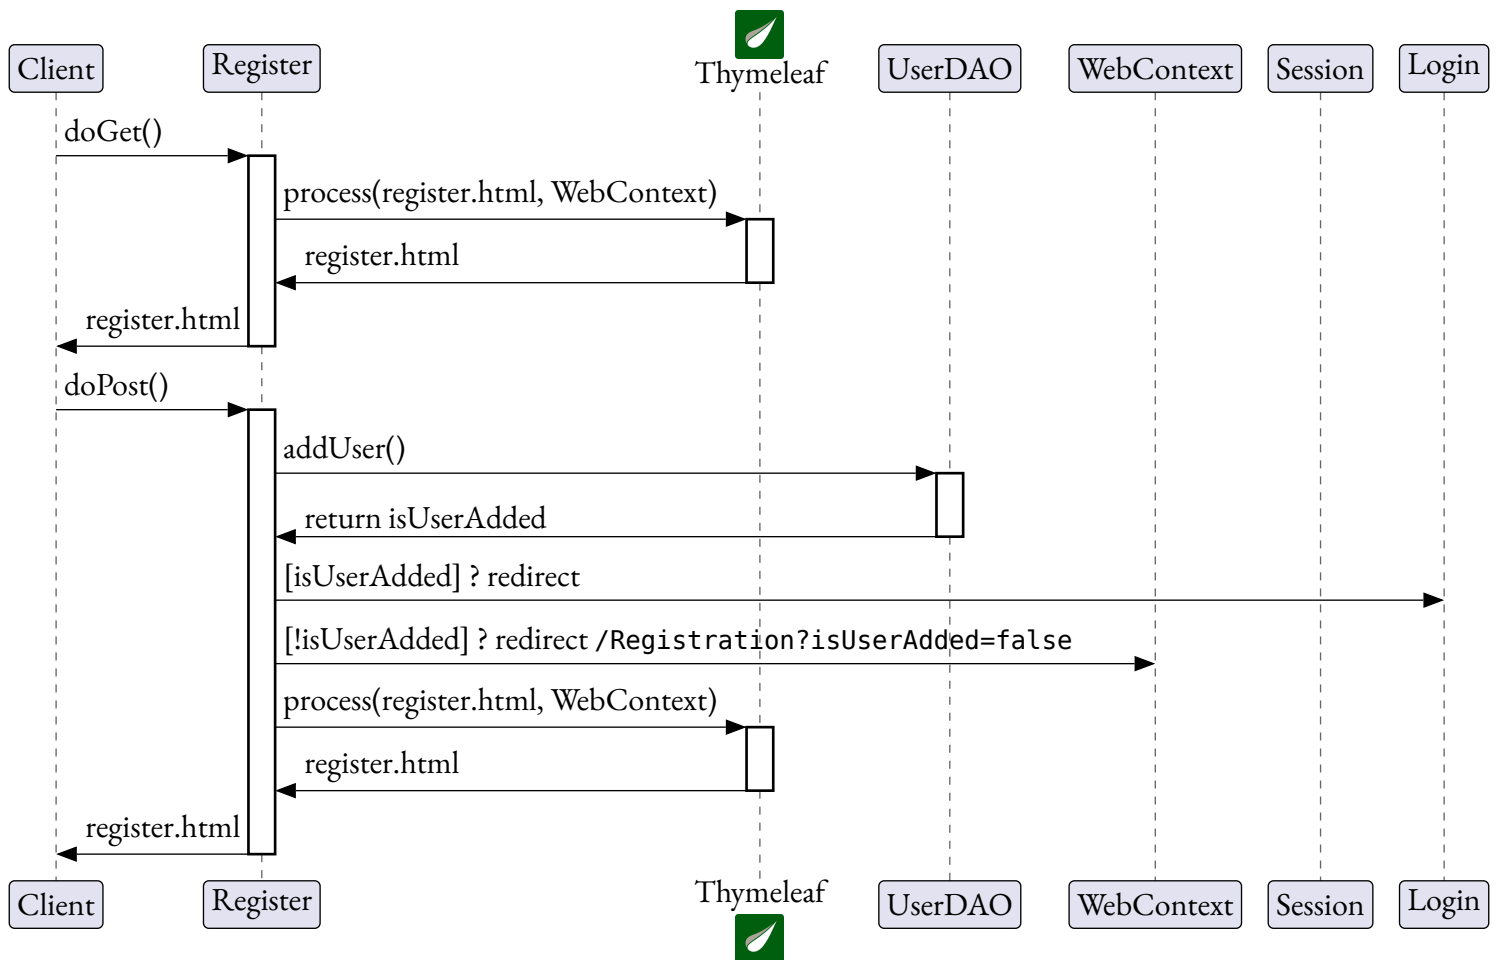 Client
Register
Thymeleaf
UserDAO
WebContext
Session
Login
doGet()
process(register.html, WebContext)
register.html
register.html
doPost()
addUser()
return isUserAdded
[isUserAdded] ? redirect
[!isUserAdded] ? redirect /Registration?isUserAdded=false
process(register.html, WebContext)
register.html
register.html
Client
Register
Thymeleaf
UserDAO
WebContext
Session
Login